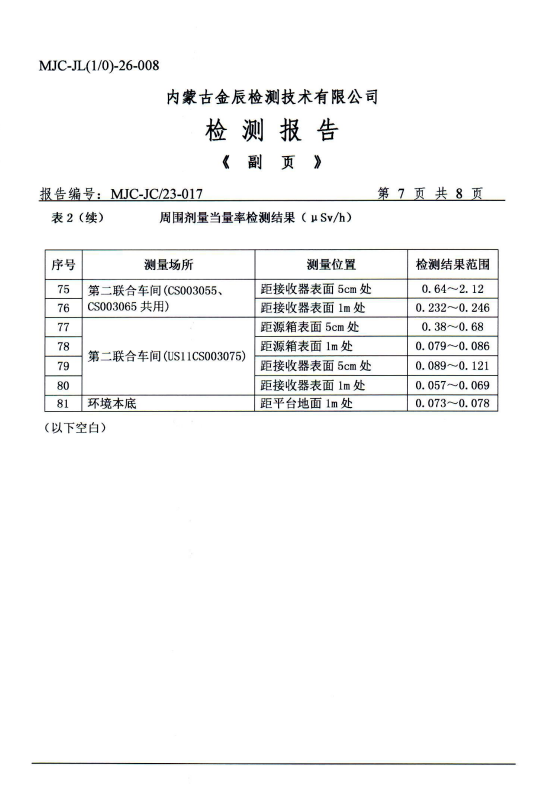 MJC-JL(1/0)-26-008
内蒙古金辰检测技术有限公司
检测报告
《副页》
报告编号：MJC-JC/23-017 第 7 页 共 8 页
表 2（续） 周围剂量当量率检测结果（μSv/h）
序号 测量场所 测量位置 检测结果范围
75 第二联合车间(CS003055、 距接收器表面 5cm 处 0.64～2.12
76 CS003065 共用) 距接收器表面 1m 处 0.232～0.246
77 距源箱表面 5cm 处 0.38～0.68
78 距源箱表面 1m 处 0.079～0.086
第二联合车间(US11CS003075)
79 距接收器表面 5cm 处 0.089～0.121
80 距接收器表面 1m 处 0.057～0.069
81 环境本底 距平台地面 1m 处 0.073～0.078
（以下空白）